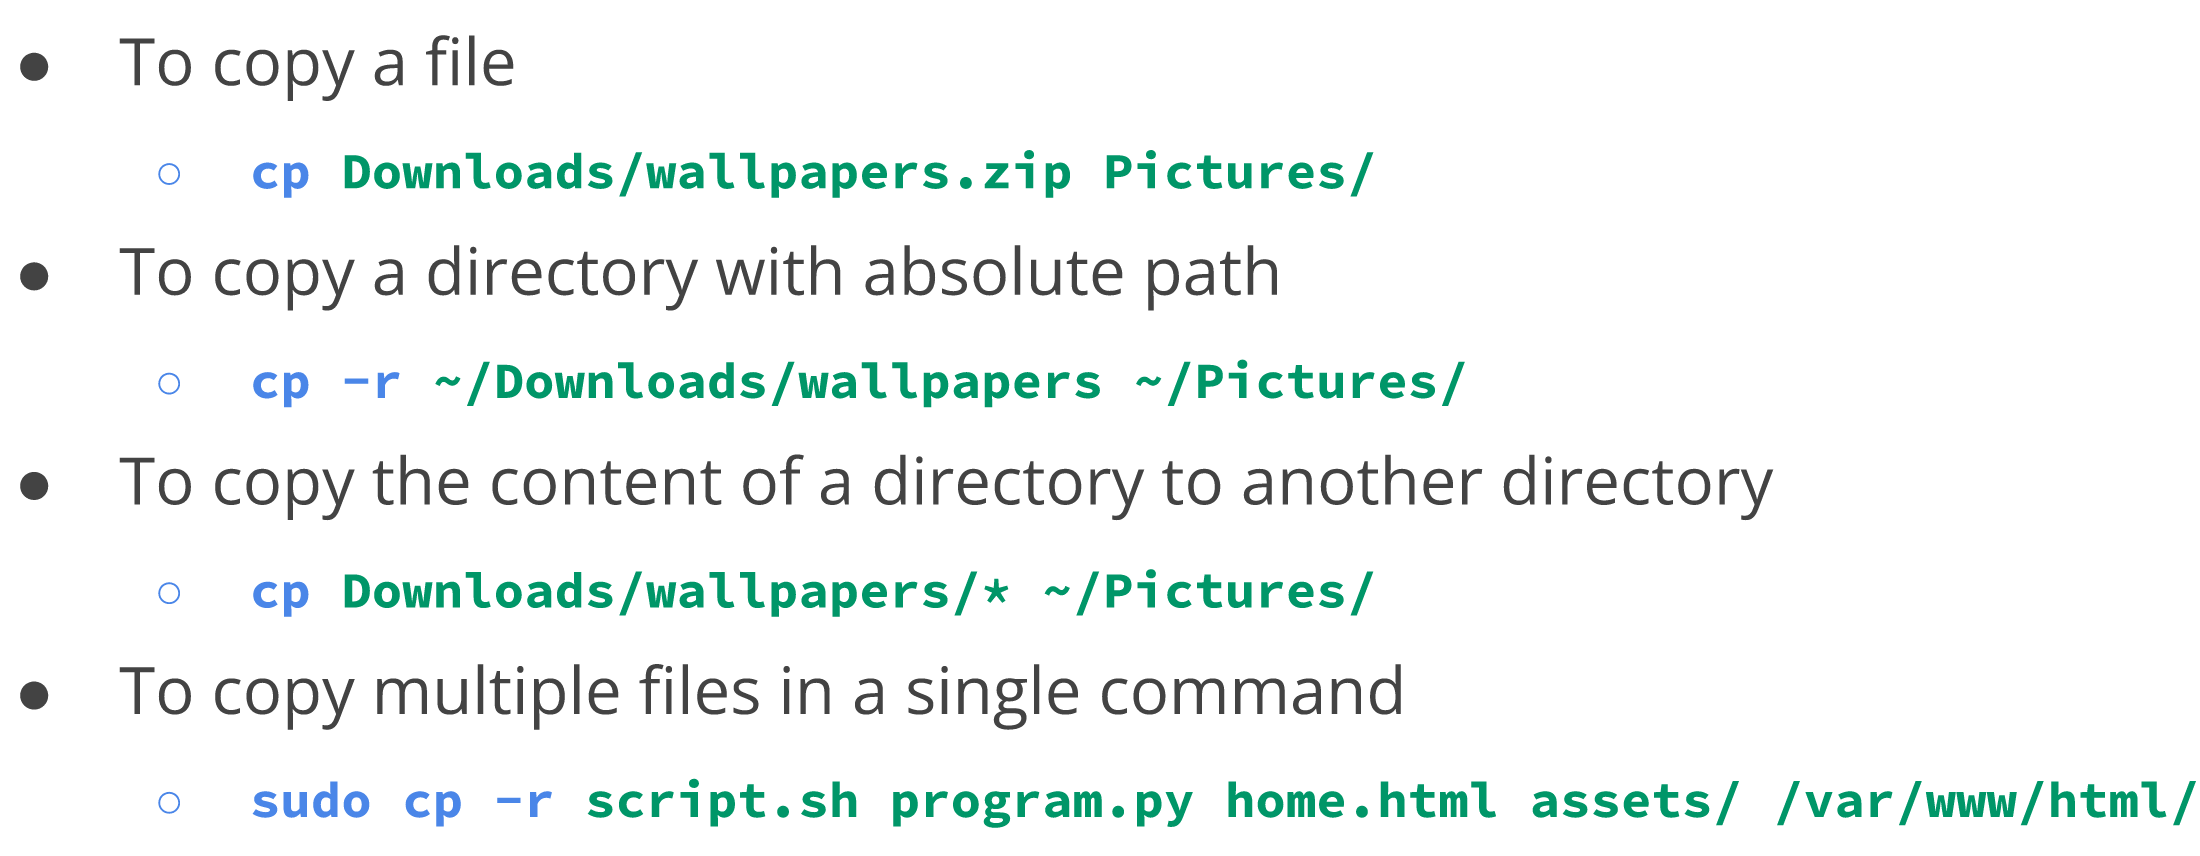 ● To copy a file
○ cp Downloads/wallpapers.zip Pictures/
● To copy a directory with absolute path
○ cp -r ~/Downloads/wallpapers ~/Pictures/
● To copy the content of a directory to another directory
○ cp Downloads/wallpapers/* ~/Pictures/
● To copy multiple files in a single command
○ sudo cp -r script.sh program.py home.html assets/ /var/www/html/